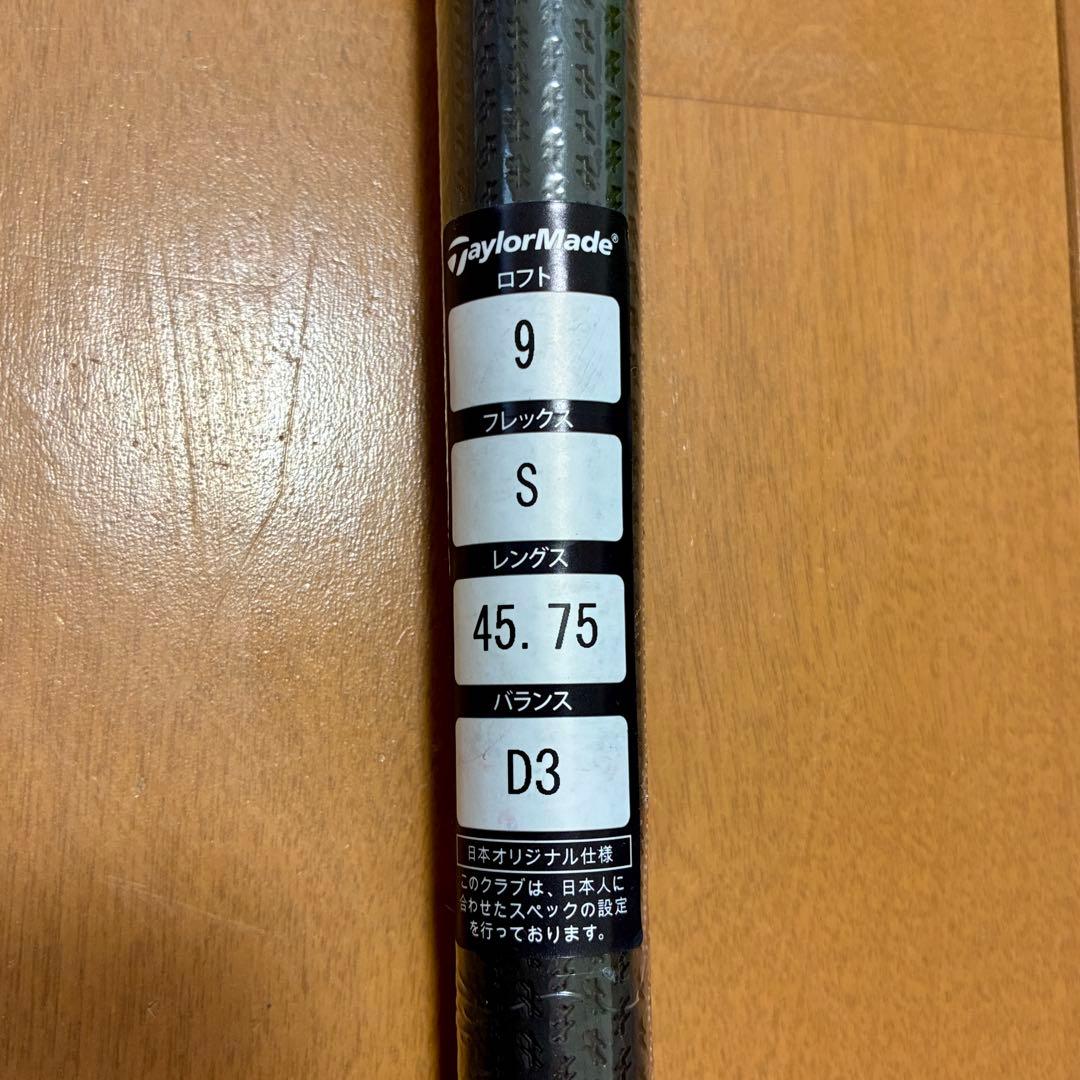 TaylorMade®
ロフト
9
フレックス
S
レングス
45.75
バランス
D3
日本オリジナル仕様
このクラブは、日本人に
合わせたスペックの設定
を行っております。